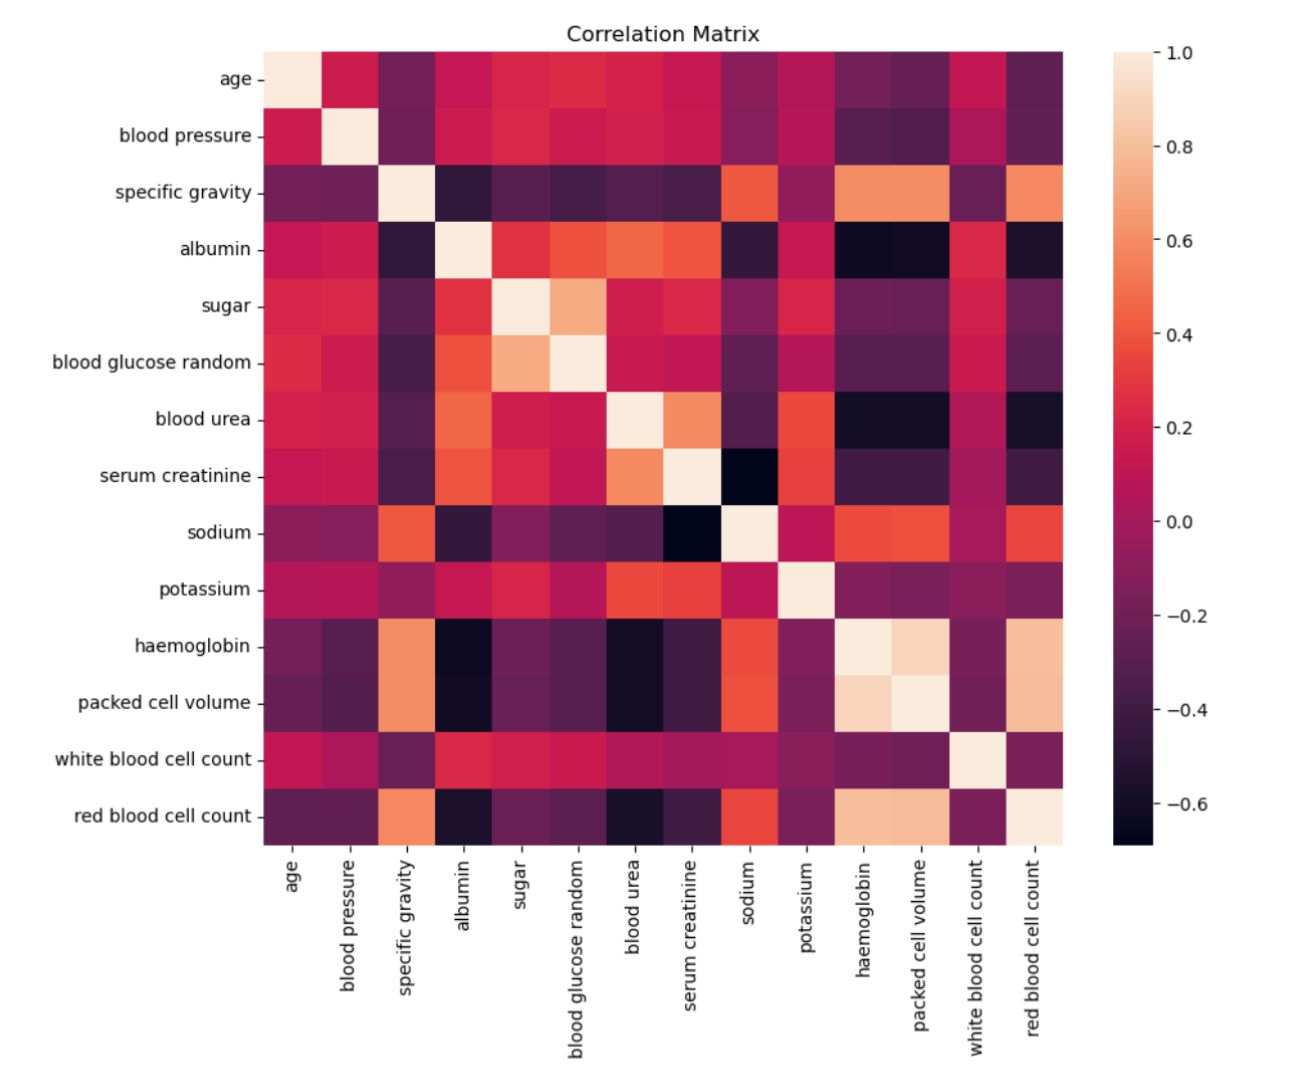 Correlation Matrix
age
blood pressure
specific gravity
albumin
sugar
blood glucose random
blood urea
serum creatinine
sodium
potassium
haemoglobin
packed cell volume
white blood cell count
red blood cell count
age
blood pressure
specific gravity
albumin
sugar
blood glucose random
blood urea
serum creatinine
sodium
potassium
haemoglobin
packed cell volume
white blood cell count
red blood cell count
1.0
0.8
0.6
0.4
0.2
0.0
−0.2
−0.4
−0.6